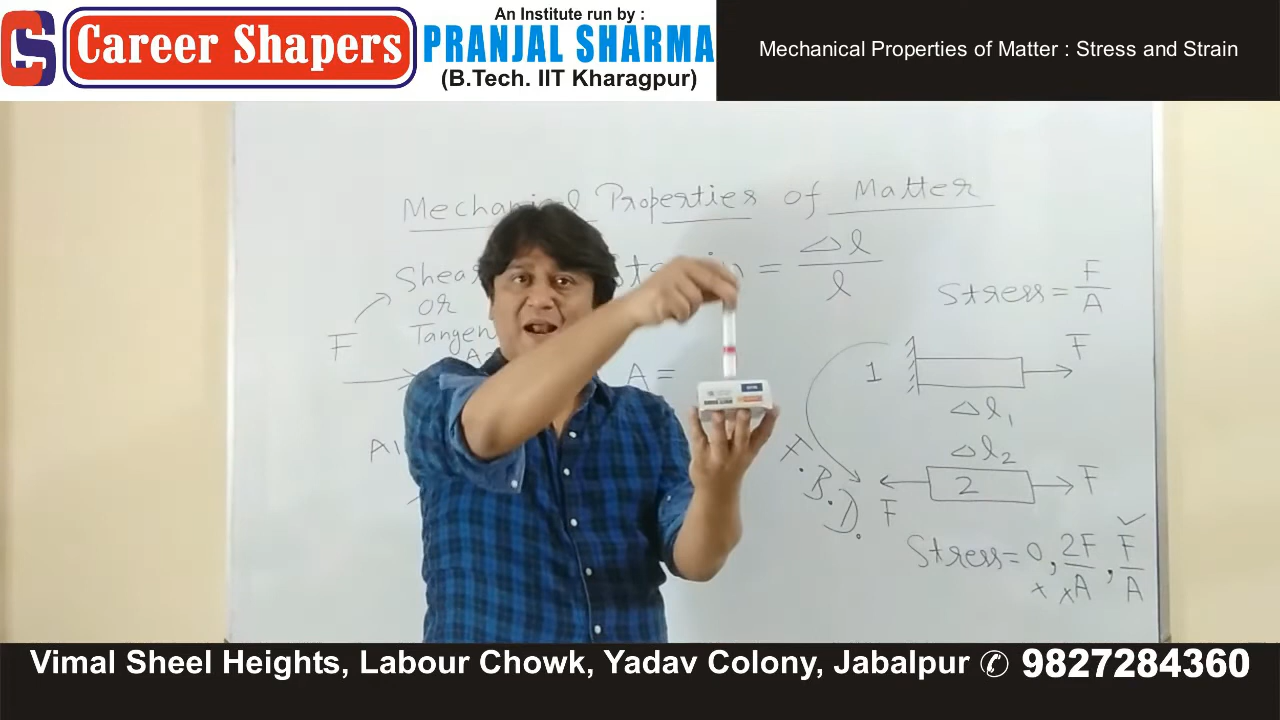 Career Shapers
An Institute run by :
PRANJAL SHARMA
(B.Tech. IIT Kharagpur)
Mechanical Properties of Matter : Stress and Strain
Properties of Matter
= Δl
l
or
F
A =
Stress = F
A
1
F
Δl₁
Δl₂
F
2
F
F.B.D.
Stress = 0, 2F/A, F/A
Vimal Sheel Heights, Labour Chowk, Yadav Colony, Jabalpur ✆ 9827284360